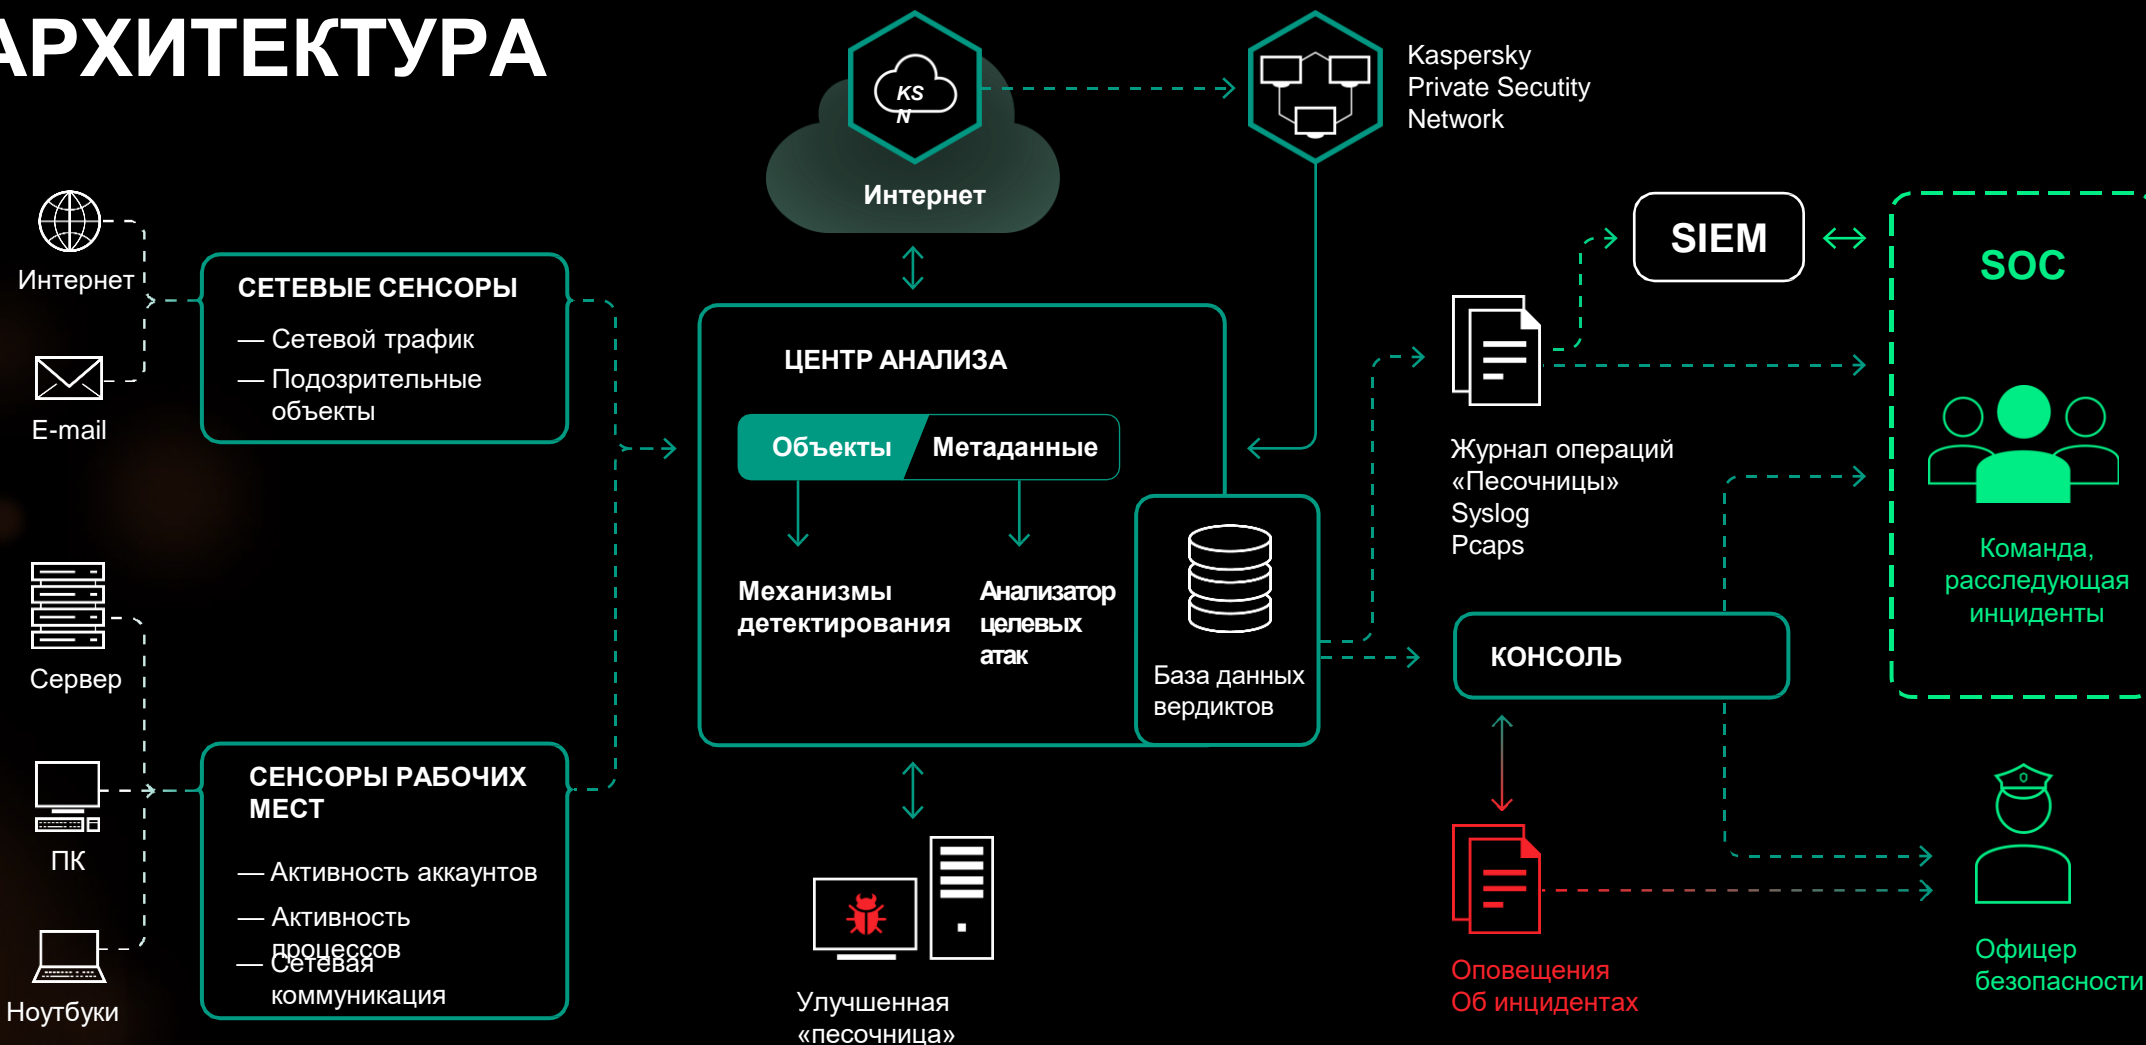 АРХИТЕКТУРА
KS
N
Интернет
Kaspersky
Private Secutity
Network
Интернет
E-mail
Сервер
ПК
Ноутбуки
СЕТЕВЫЕ СЕНСОРЫ
— Сетевой трафик
— Подозрительные
объекты
СЕНСОРЫ РАБОЧИХ
МЕСТ
— Активность аккаунтов
— Активность
процессов
— Сетевая
коммуникация
ЦЕНТР АНАЛИЗА
Объекты
Метаданные
Механизмы
детектирования
Анализатор
целевых
атак
База данных
вердиктов
Улучшенная
«песочница»
Журнал операций
«Песочницы»
Syslog
Pcaps
SIEM
КОНСОЛЬ
Оповещения
Об инцидентах
SOC
Команда,
расследующая
инциденты
Офицер
безопасности